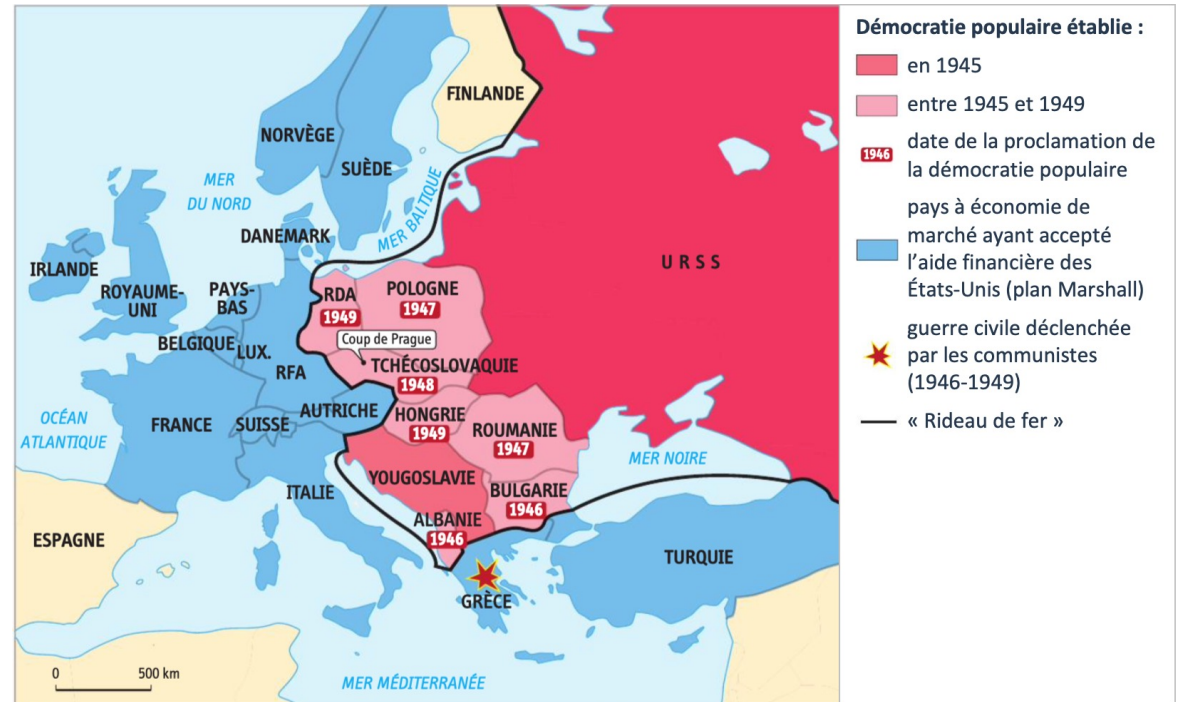 FINLANDE
NORVÈGE
SUÈDE
MER
DU NORD
MER BALTIQUE
DANEMARK
IRLANDE
ROYAUME-
UNI
PAYS-
BAS
URSS
RDA
1949
POLOGNE
1947
BELGIQUE
LUX.
Coup de Prague
RFA
TCHÉCOSLOVAQUIE
1948
OCÉAN
ATLANTIQUE
FRANCE
SUISSE
AUTRICHE
HONGRIE
1949
ROUMANIE
1947
MER NOIRE
ITALIE
YOUGOSLAVIE
BULGARIE
1946
ALBANIE
1946
ESPAGNE
TURQUIE
GRÈCE
0 500 km
MER MÉDITERRANÉE
Démocratie populaire établie :
en 1945
entre 1945 et 1949
1946
date de la proclamation de
la démocratie populaire
pays à économie de
marché ayant accepté
l’aide financière des
États-Unis (plan Marshall)
guerre civile déclenchée
par les communistes
(1946-1949)
« Rideau de fer »